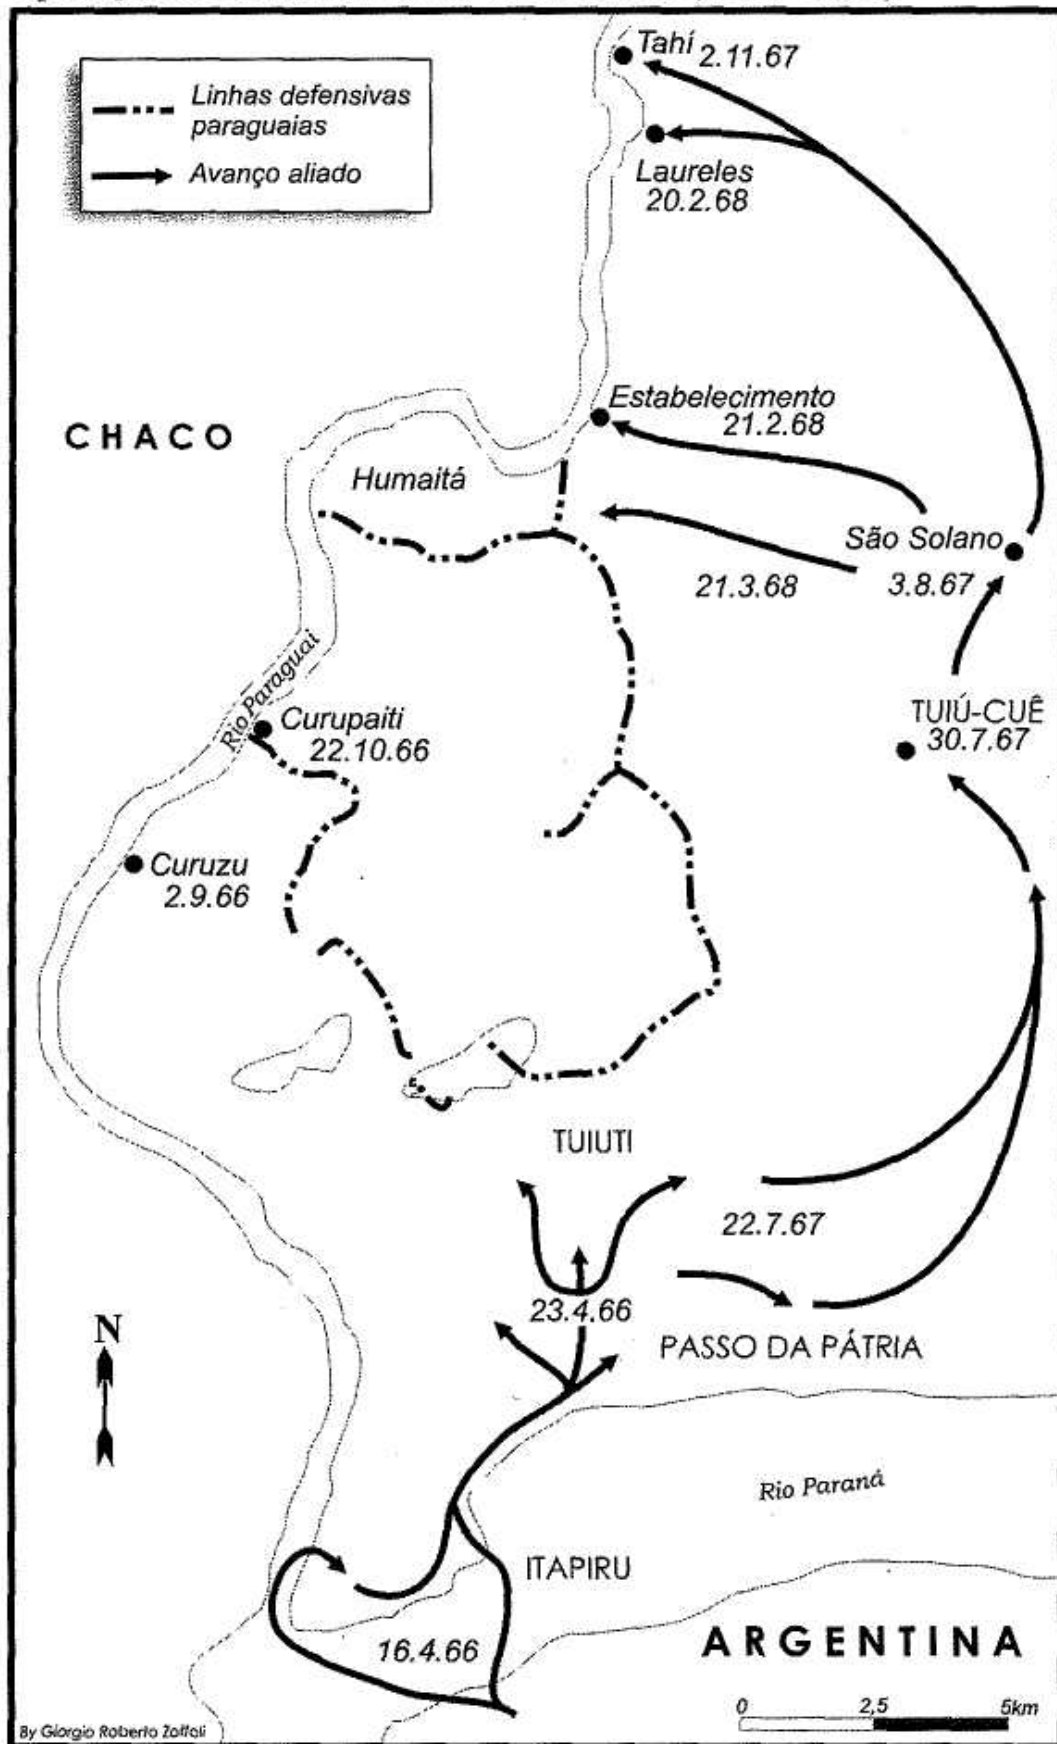 Linhas defensivas
paraguaias
Avanço aliado
Tahí 2.11.67
Laureles
20.2.68
Estabelecimento
21.2.68
CHACO
Humaitá
São Solano
21.3.68
3.8.67
Rio Paraguai
TUIÚ-CUÊ
30.7.67
Curupaiti
22.10.66
Curuzu
2.9.66
TUIUTI
22.7.67
23.4.66
N
PASSO DA PÁTRIA
Rio Paraná
ITAPIRU
ARGENTINA
16.4.66
0 2,5 5km
By Giorgio Roberto Zoffoli